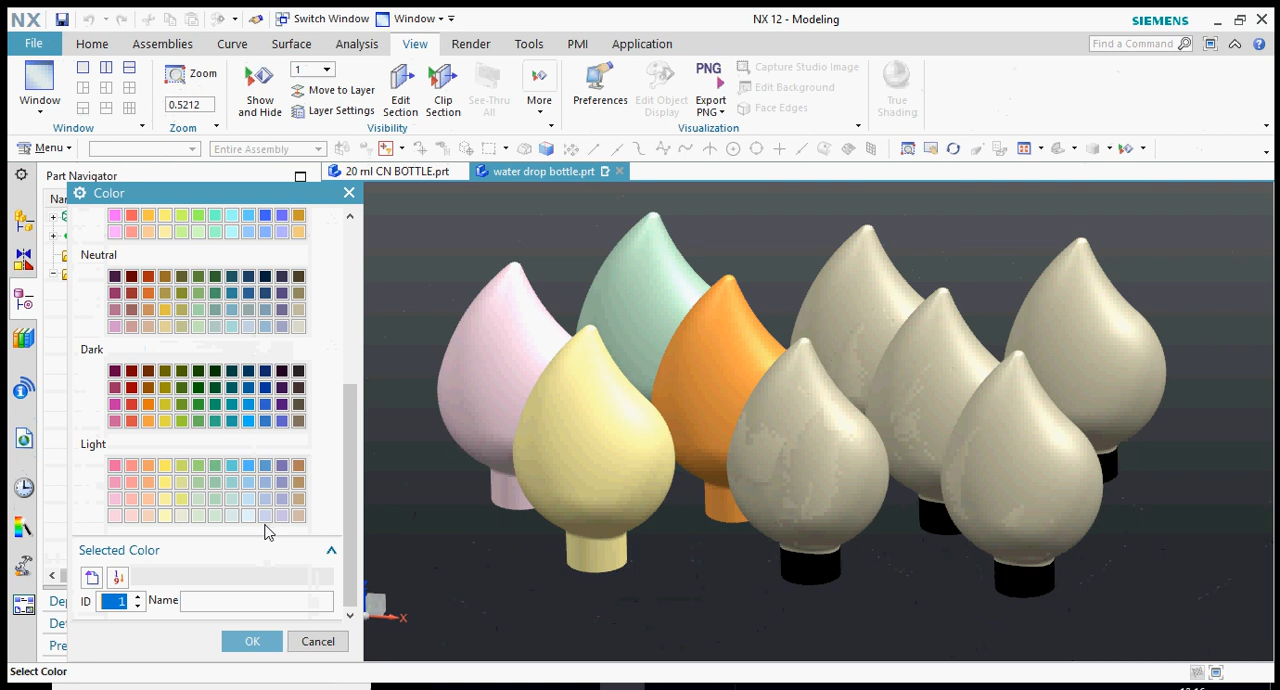 NX
Switch Window
Window
NX 12 - Modeling
SIEMENS
File
Home
Assemblies
Curve
Surface
Analysis
View
Render
Tools
PMI
Application
Find a Command
Window
Zoom
0.5212
Show
and Hide
1
Move to Layer
Layer Settings
Edit
Section
Clip
Section
See-Thru
All
More
Preferences
Edit Object
Display
PNG
Export
PNG
Capture Studio Image
Edit Background
Face Edges
True
Shading
Window
Zoom
Visibility
Visualization
Menu
Entire Assembly
Part Navigator
20 ml CN BOTTLE.prt
water drop bottle.prt
Color
Neutral
Dark
Light
Selected Color
ID
1
Name
OK
Cancel
X
Select Color